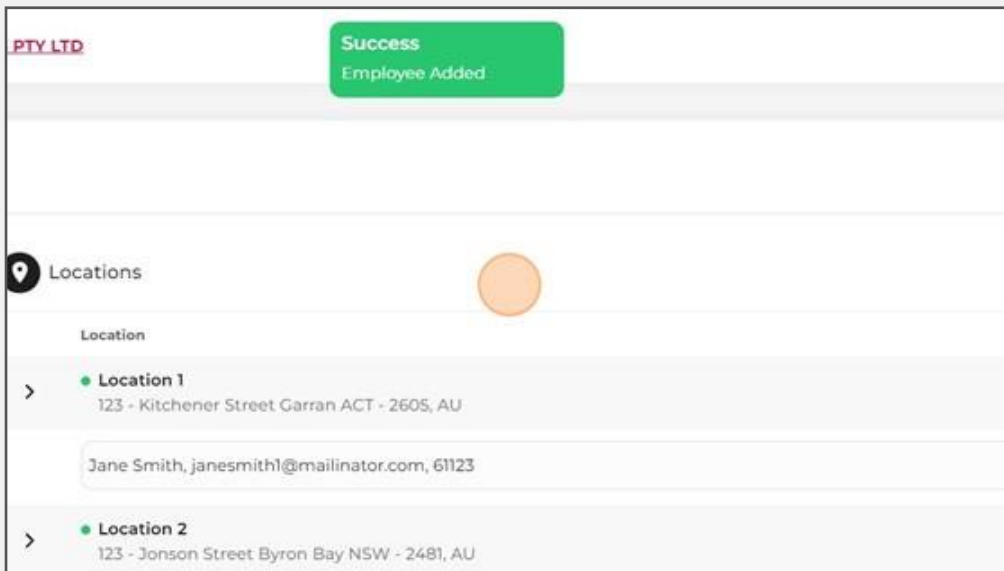 PTY LTD
Success
Employee Added
Locations
Location
Location 1
123 - Kitchener Street Garran ACT - 2605, AU
Jane Smith, janesmith1@mailinator.com, 61123
Location 2
123 - Jonson Street Byron Bay NSW - 2481, AU